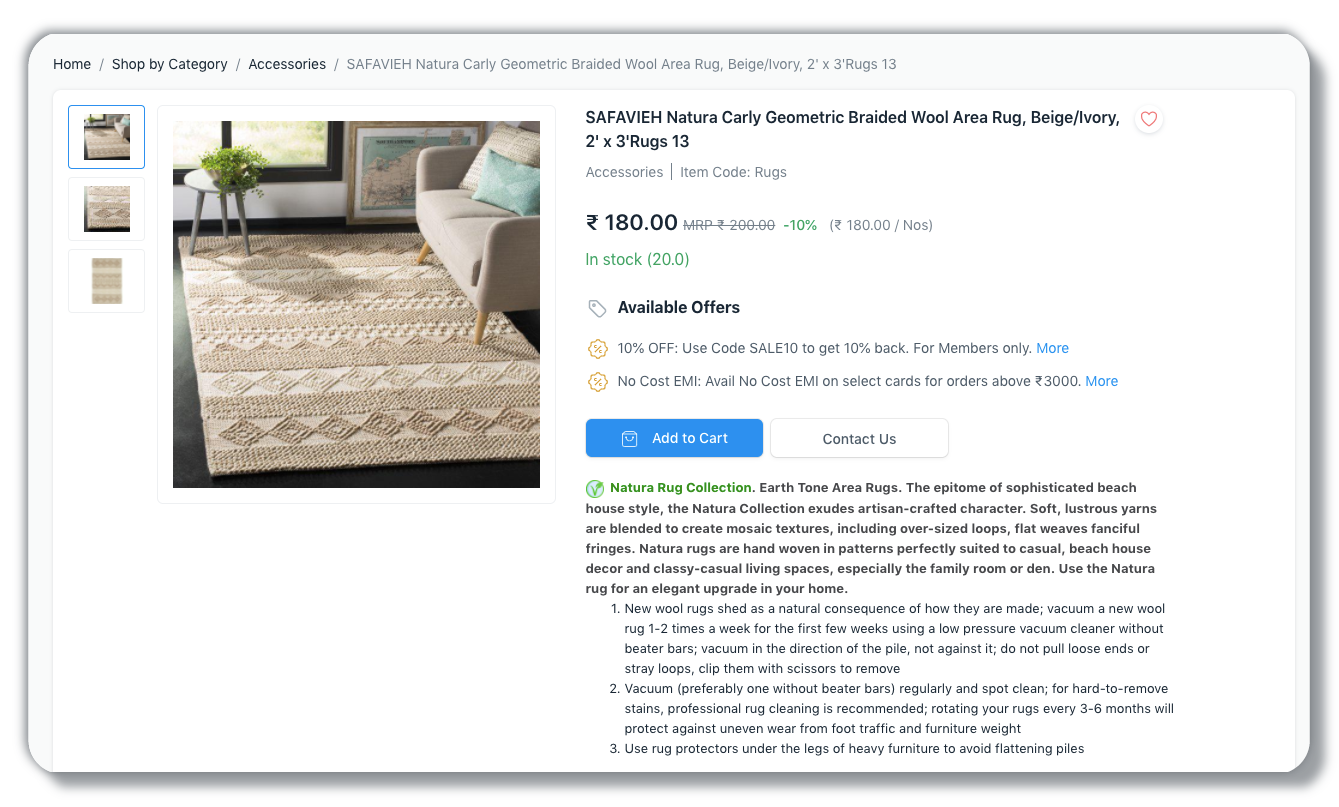 Home / Shop by Category / Accessories / SAFAVIEH Natura Carly Geometric Braided Wool Area Rug, Beige/Ivory, 2' x 3'Rugs 13
SAFAVIEH Natura Carly Geometric Braided Wool Area Rug, Beige/Ivory,
2' x 3'Rugs 13
Accessories | Item Code: Rugs
₹ 180.00 MRP ₹ 200.00 -10% (₹ 180.00 / Nos)
In stock (20.0)
Available Offers
10% OFF: Use Code SALE10 to get 10% back. For Members only. More
No Cost EMI: Avail No Cost EMI on select cards for orders above ₹3000. More
Add to Cart
Contact Us
Natura Rug Collection. Earth Tone Area Rugs. The epitome of sophisticated beach
house style, the Natura Collection exudes artisan-crafted character. Soft, lustrous yarns
are blended to create mosaic textures, including over-sized loops, flat weaves fanciful
fringes. Natura rugs are hand woven in patterns perfectly suited to casual, beach house
decor and classy-casual living spaces, especially the family room or den. Use the Natura
rug for an elegant upgrade in your home.
1. New wool rugs shed as a natural consequence of how they are made; vacuum a new wool
rug 1-2 times a week for the first few weeks using a low pressure vacuum cleaner without
beater bars; vacuum in the direction of the pile, not against it; do not pull loose ends or
stray loops, clip them with scissors to remove
2. Vacuum (preferably one without beater bars) regularly and spot clean; for hard-to-remove
stains, professional rug cleaning is recommended; rotating your rugs every 3-6 months will
protect against uneven wear from foot traffic and furniture weight
3. Use rug protectors under the legs of heavy furniture to avoid flattening piles